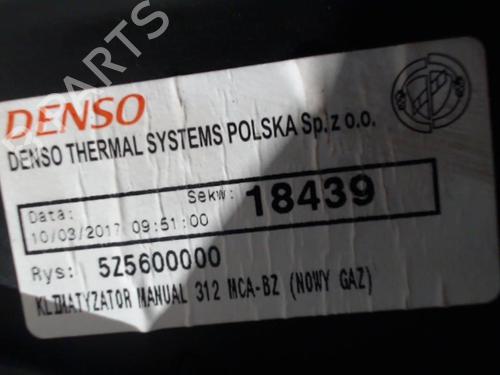 PARTS
DENSO
DENSO THERMAL SYSTEMS POLSKA Sp. z o.o.
Data:
10/03/2017 09:51:00
Sekw: 18439
Rys: 5Z5600000
KLIMATYZATOR MANUAL 312 MCA-BZ (NOWY GAZ)